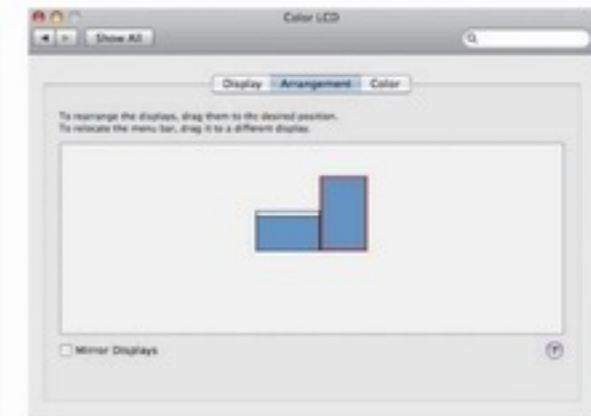 Color LCD
Show All
Display Arrangement Color
To rearrange the displays, drag them to the desired position.
To relocate the menu bar, drag it to a different display.
Mirror Displays
?